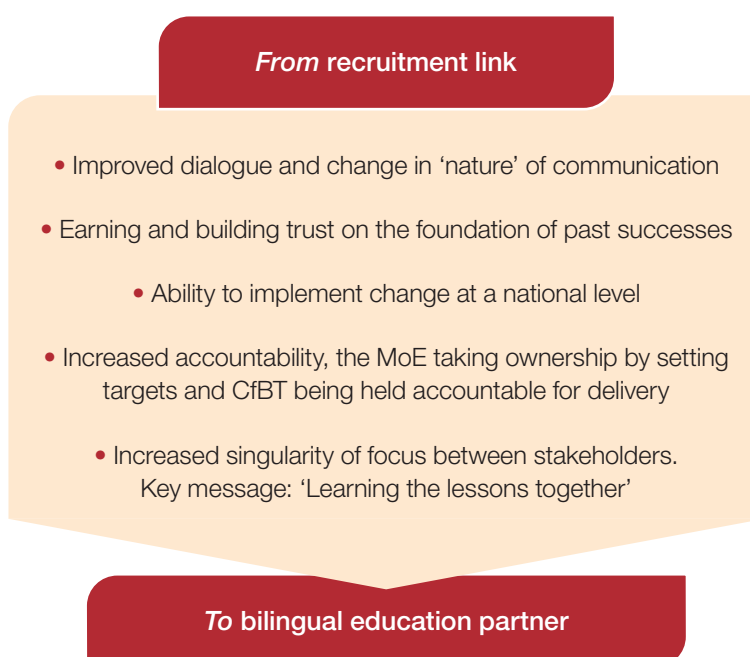 From recruitment link
• Improved dialogue and change in ‘nature’ of communication
• Earning and building trust on the foundation of past successes
• Ability to implement change at a national level
• Increased accountability, the MoE taking ownership by setting
targets and CfBT being held accountable for delivery
• Increased singularity of focus between stakeholders.
Key message: ‘Learning the lessons together’
To bilingual education partner